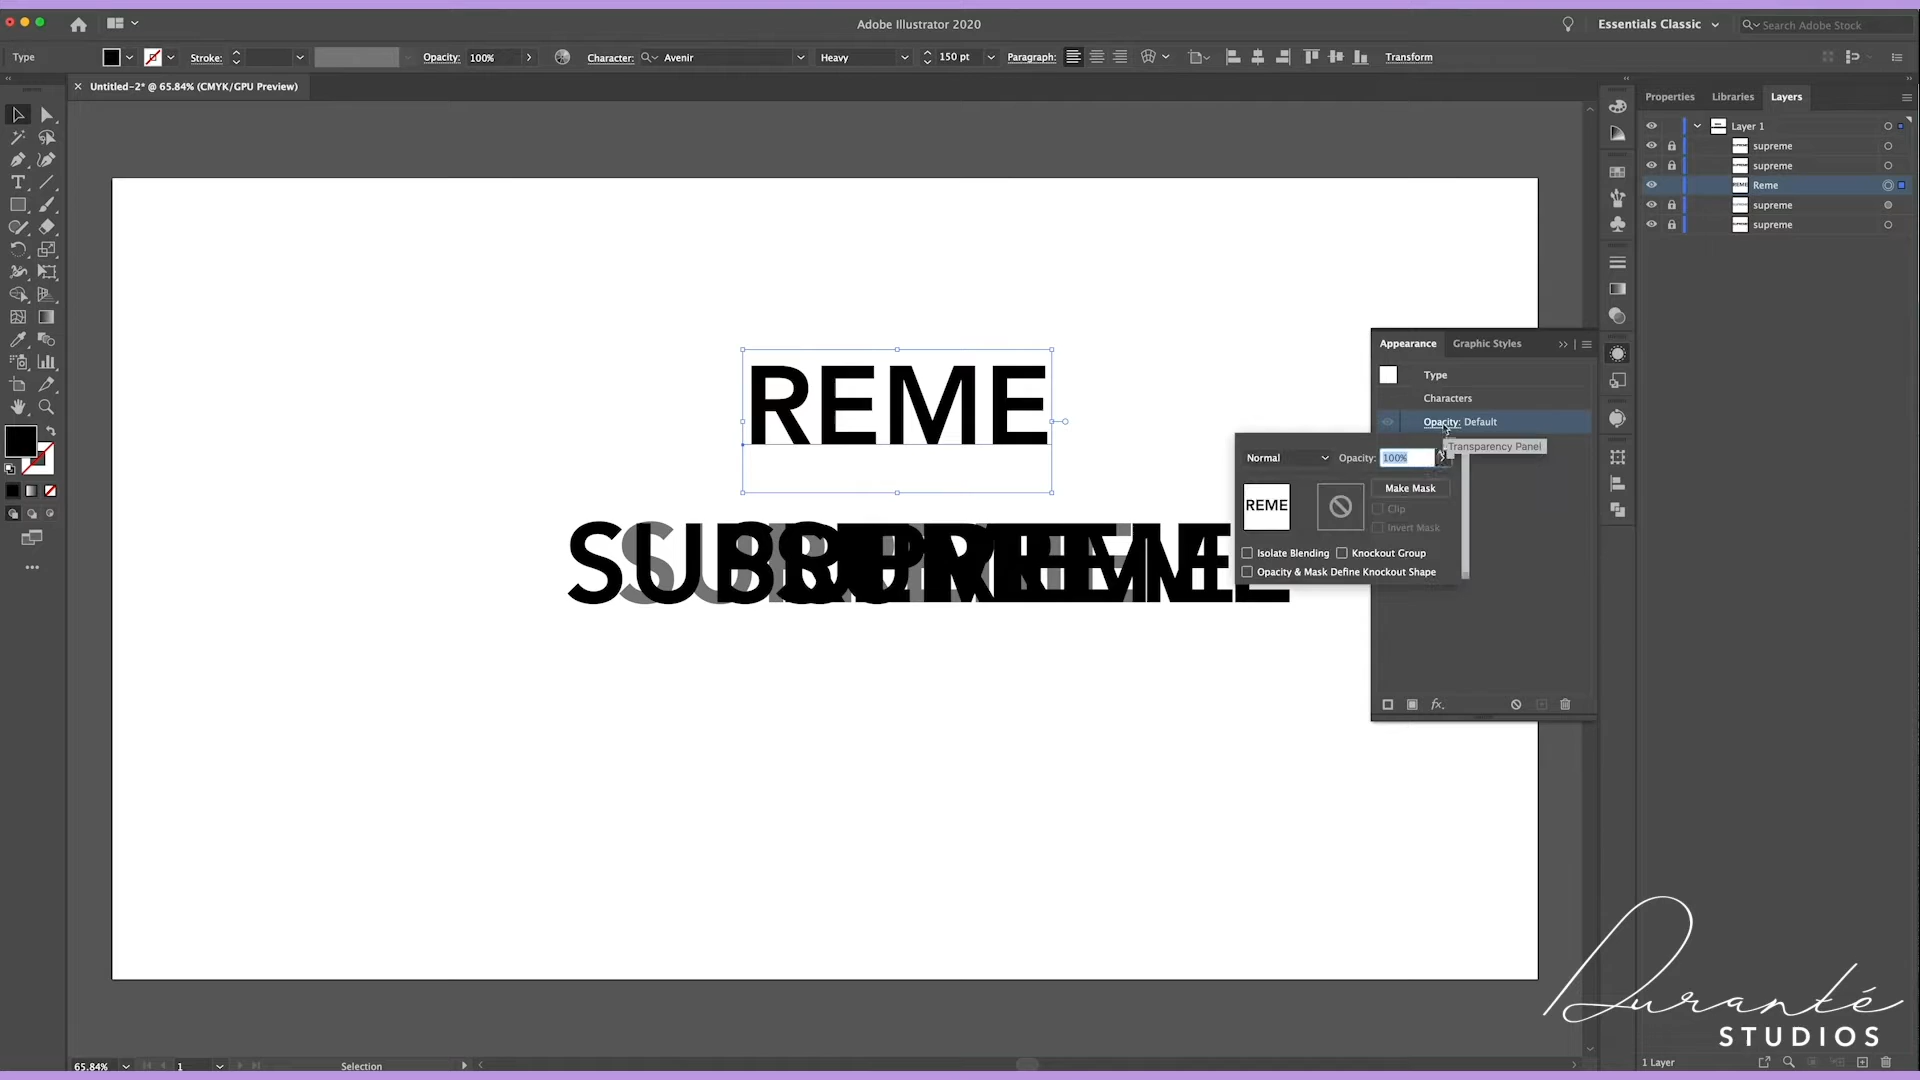 Adobe Illustrator 2020
Essentials Classic
Search Adobe Stock
Type
Stroke:
Opacity: 100%
Character: Avenir
Heavy
150 pt
Paragraph:
Transform
Untitled-2* @ 65.84% (CMYK/GPU Preview)
Properties
Libraries
Layers
Layer 1
supreme
supreme
Reme
supreme
supreme
REME
Appearance
Graphic Styles
Type
Characters
Opacity: Default
Transparency Panel
Normal
Opacity: 100%
REME
Make Mask
Clip
Invert Mask
Isolate Blending
Knockout Group
Opacity & Mask Define Knockout Shape
fx.
Duranté
STUDIOS
65.84%
1
Selection
1 Layer